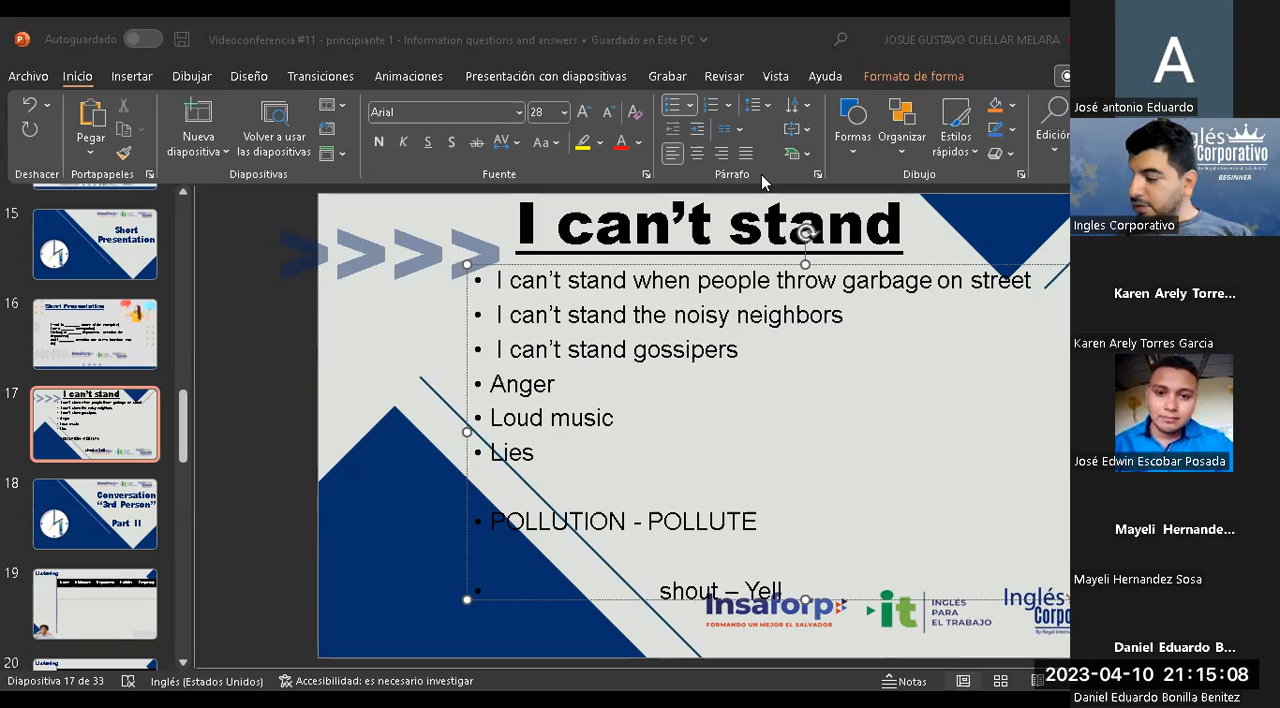 Autoguardado
Videoconferencia #11 - principiante 1 - Information questions and answers • Guardado en Este PC
JOSUE GUSTAVO CUELLAR MELARA
Archivo Inicio Insertar Dibujar Diseño Transiciones Animaciones Presentación con diapositivas Grabar Revisar Vista Ayuda Formato de forma
Pegar
Nueva diapositiva
Volver a usar las diapositivas
Arial 28
N K S S ab AV Aa A
Formas Organizar Estilos rápidos Edición
Deshacer Portapapeles Diapositivas Fuente Párrafo Dibujo
15
Short
Presentation
16
Short Presentation
17
I can't stand
18
Conversation
"3rd Person"
Part II
19
Listening
20
Listening
I can't stand
• I can't stand when people throw garbage on street
• I can't stand the noisy neighbors
• I can't stand gossipers
• Anger
• Loud music
• Lies
• POLLUTION - POLLUTE
• shout – Yell
Insaforp
FORMANDO UN MEJOR EL SALVADOR
it
INGLÉS
PARA
EL TRABAJO
Inglés
Corpo
Diapositiva 17 de 33
Inglés (Estados Unidos)
Accesibilidad: es necesario investigar
Notas
A
José antonio Eduardo
Inglés
Corporativo
BEGINNER
Ingles Corporativo
Karen Arely Torre...
Karen Arely Torres Garcia
José Edwin Escobar Posada
Mayeli Hernande...
Mayeli Hernandez Sosa
Daniel Eduardo B...
2023-04-10 21:15:08
Daniel Eduardo Bonilla Benitez